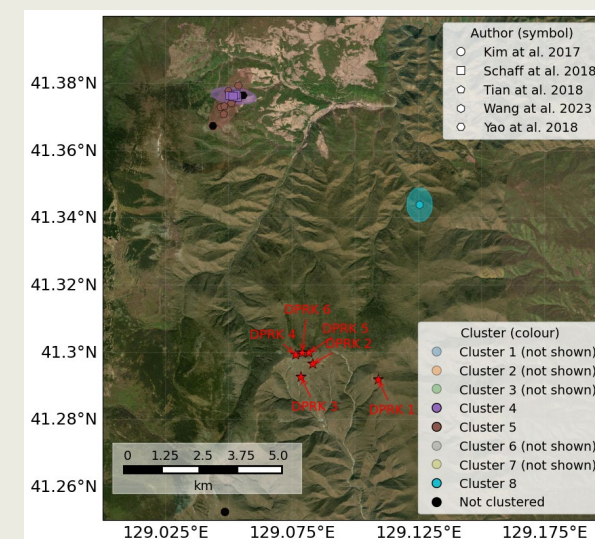 Author (symbol)
Kim at al. 2017
Schaff at al. 2018
Tian at al. 2018
Wang at al. 2023
Yao at al. 2018
41.38°N
41.36°N
41.34°N
41.32°N
41.3°N
41.28°N
41.26°N
DPRK 6
DPRK 4
DPRK 5
DPRK 2
DPRK 3
DPRK 1
Cluster (colour)
Cluster 1 (not shown)
Cluster 2 (not shown)
Cluster 3 (not shown)
Cluster 4
Cluster 5
Cluster 6 (not shown)
Cluster 7 (not shown)
Cluster 8
Not clustered
0 1.25 2.5 3.75 5.0
km
129.025°E 129.075°E 129.125°E 129.175°E